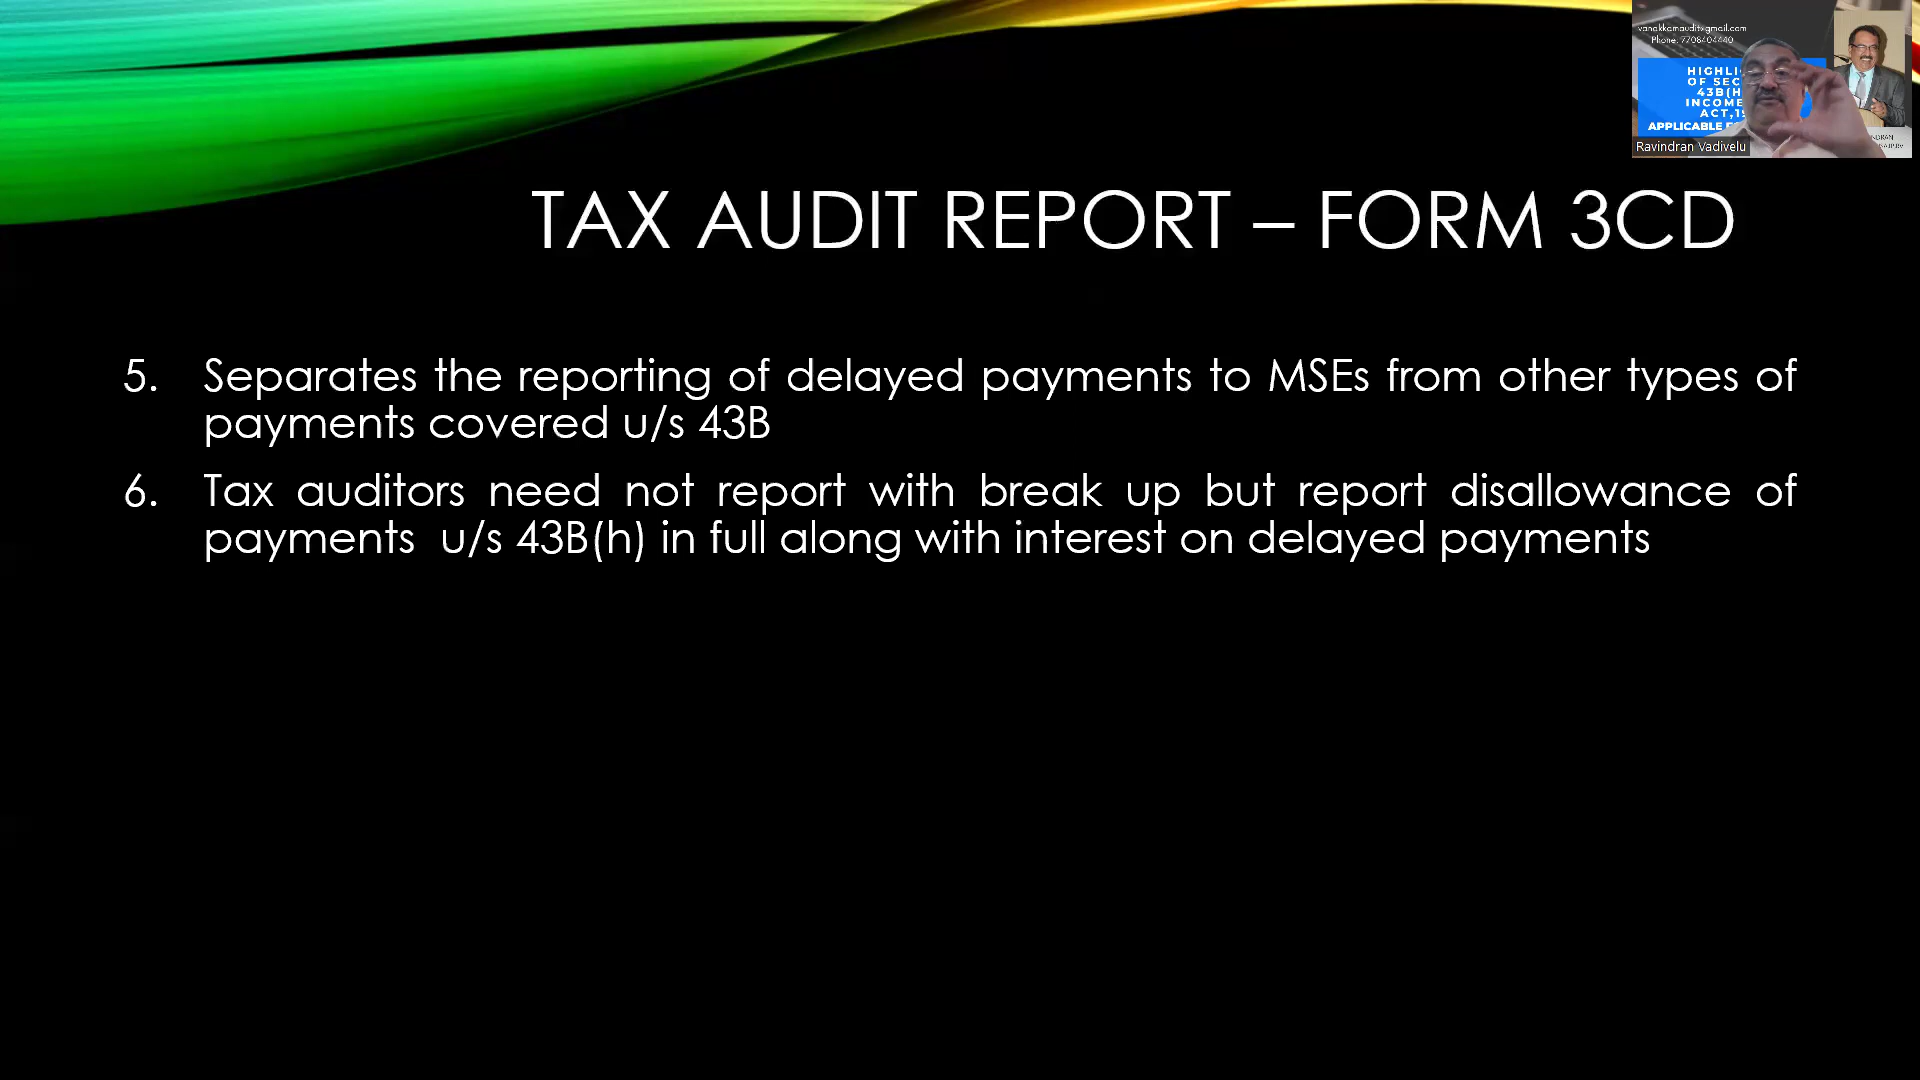 vanakkamaudit@gmail.com
Phone: 7708404440
HIGHLI
OF SEC
43B(H
INCOME
ACT,19
APPLICABLE F
NDRAN
Ravindran Vadivelu
TAX AUDIT REPORT – FORM 3CD
5. Separates the reporting of delayed payments to MSEs from other types of
payments covered u/s 43B
6. Tax auditors need not report with break up but report disallowance of
payments u/s 43B(h) in full along with interest on delayed payments